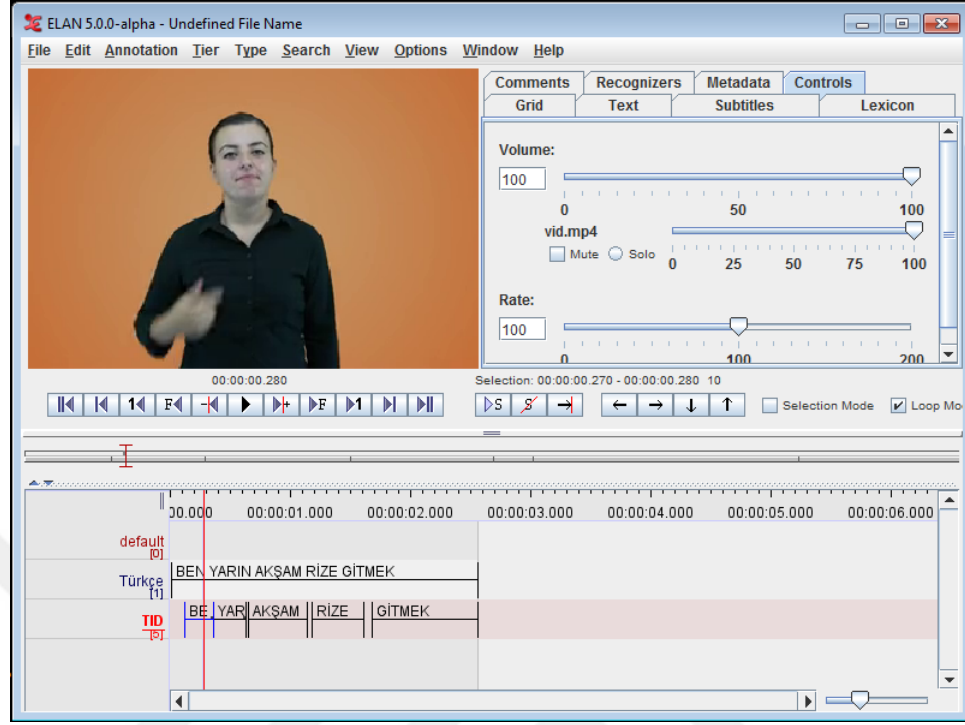 ELAN 5.0.0-alpha - Undefined File Name
File Edit Annotation Tier Type Search View Options Window Help
Comments Recognizers Metadata Controls
Grid Text Subtitles Lexicon
Volume:
100
0 50 100
vid.mp4
Mute Solo
0 25 50 75 100
Rate:
100
0 100 200
00:00:00.280
Selection: 00:00:00.270 - 00:00:00.280 10
1 F F 1 S S Selection Mode Loop Mo
00.000 00:00:01.000 00:00:02.000 00:00:03.000 00:00:04.000 00:00:05.000 00:00:06.000
default
[0]
BEN YARIN AKŞAM RİZE GİTMEK
Türkçe
[1]
BE YAR AKŞAM RİZE GİTMEK
TID
[5]